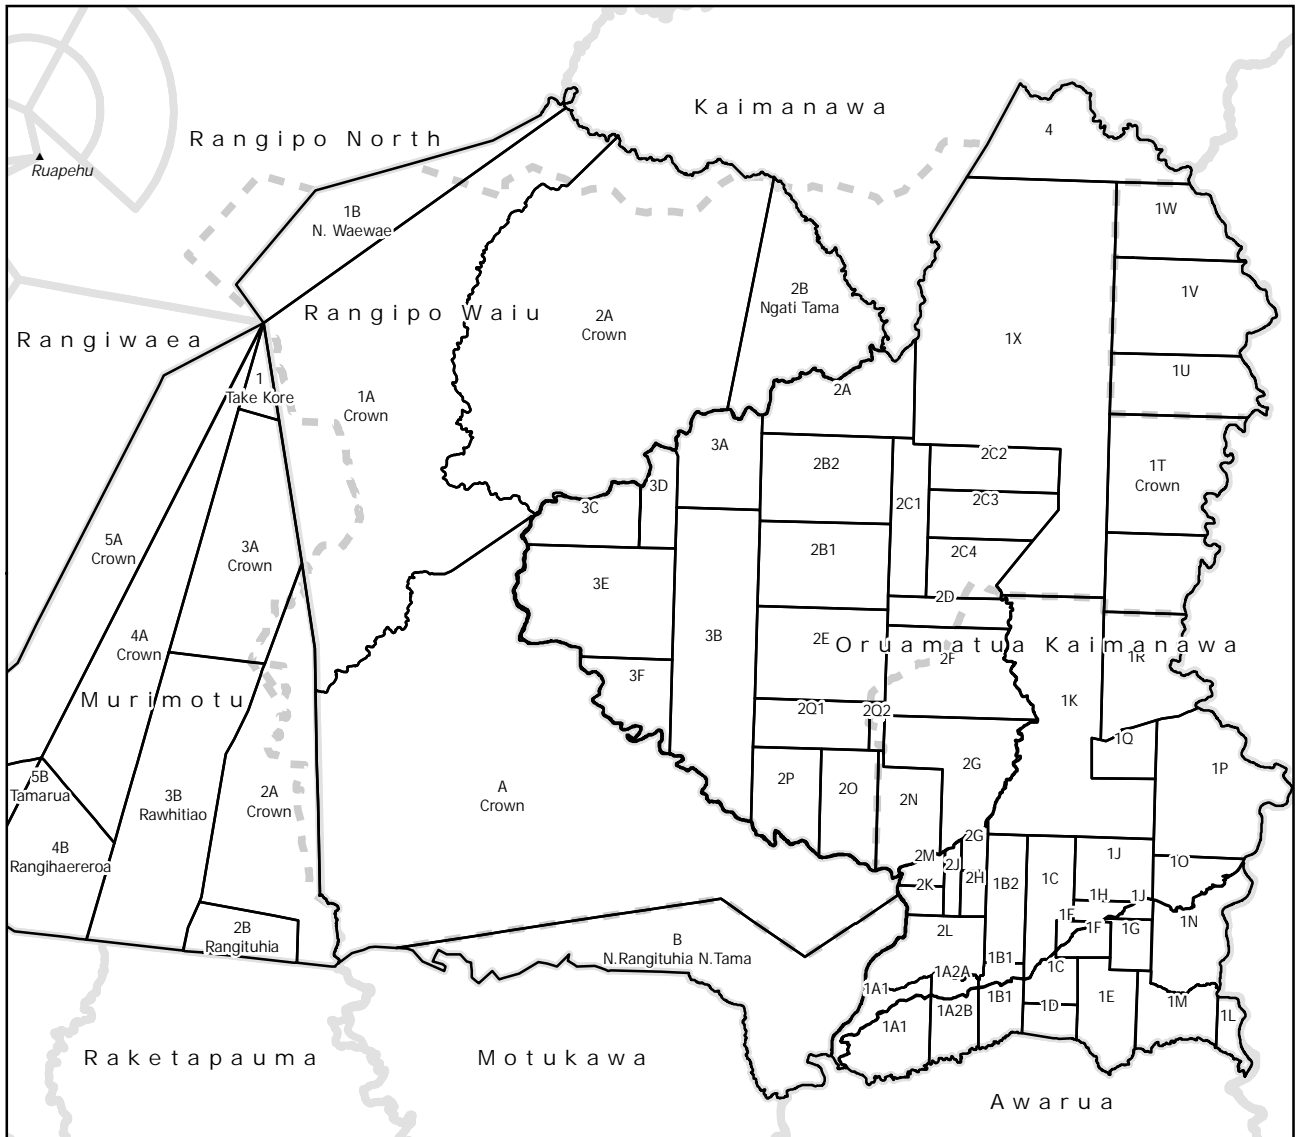 Kaimanawa
Rangipo North
4
Ruapehu
1B
N. Waewae
1W
2B
Ngati Tama
1V
Rangipo Waiu
2A
Crown
Rangiwaea
1X
1U
1
Take Kore
2A
1A
Crown
3A
2C2
2B2
1T
Crown
3D
2C3
3C
2C1
5A
Crown
3A
Crown
2B1
2C4
3E
2D
4A
Crown
3B
2E
Oruamatua Kaimanawa
2F
1R
3F
Murimotu
1K
2Q1
2Q2
1Q
2G
1P
5B
Tamarua
3B
Rawhitiao
2A
Crown
A
Crown
2P
2O
2N
2G
4B
Rangihaereroa
2M
2J
1J
1O
2K
2H
1B2
1C
1H
1J
1F
1F
1G
1N
2B
Rangituhia
2L
B
N.Rangituhia N.Tama
1B1
1C
1A2A
1A1
1B1
1E
1M
1D
1A2B
1L
1A1
Raketapauma
Motukawa
Awarua